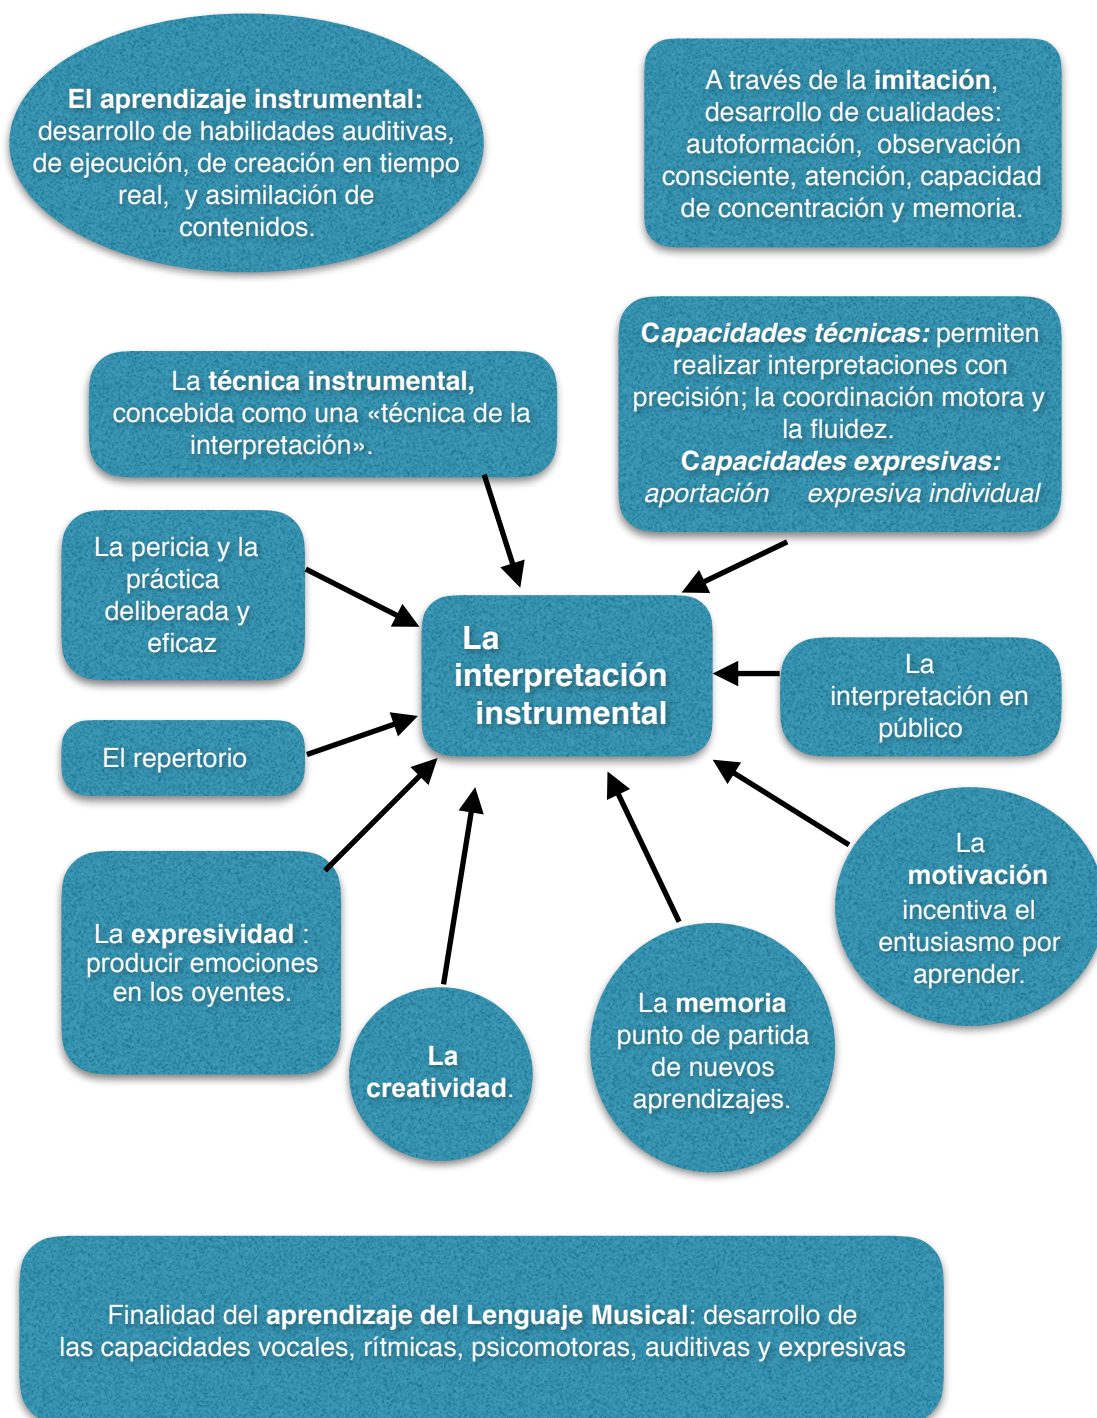 El aprendizaje instrumental:
desarrollo de habilidades auditivas,
de ejecución, de creación en tiempo
real, y asimilación de
contenidos.
A través de la imitación,
desarrollo de cualidades:
autoformación, observación
consciente, atención, capacidad
de concentración y memoria.
La técnica instrumental,
concebida como una «técnica de la
interpretación».
Capacidades técnicas: permiten
realizar interpretaciones con
precisión; la coordinación motora y
la fluidez.
Capacidades expresivas:
aportación expresiva individual
La pericia y la
práctica
deliberada y
eficaz
La
interpretación
instrumental
La
interpretación en
público
El repertorio
La
motivación
incentiva el
entusiasmo por
aprender.
La expresividad :
producir emociones
en los oyentes.
La
creatividad.
La memoria
punto de partida
de nuevos
aprendizajes.
Finalidad del aprendizaje del Lenguaje Musical: desarrollo de
las capacidades vocales, rítmicas, psicomotoras, auditivas y expresivas